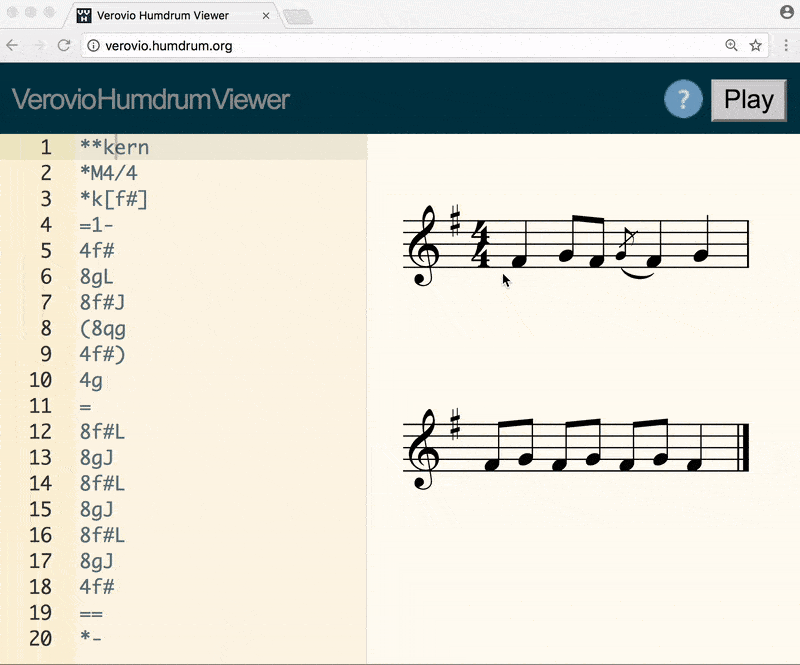 Verovio Humdrum Viewer
verovio.humdrum.org
VerovioHumdrumViewer
? Play
1 **kern
2 *M4/4
3 *k[f#]
4 =1-
5 4f#
6 8gL
7 8f#J
8 (8qg
9 4f#)
10 4g
11 =
12 8f#L
13 8gJ
14 8f#L
15 8gJ
16 8f#L
17 8gJ
18 4f#
19 ==
20 *-
4
4